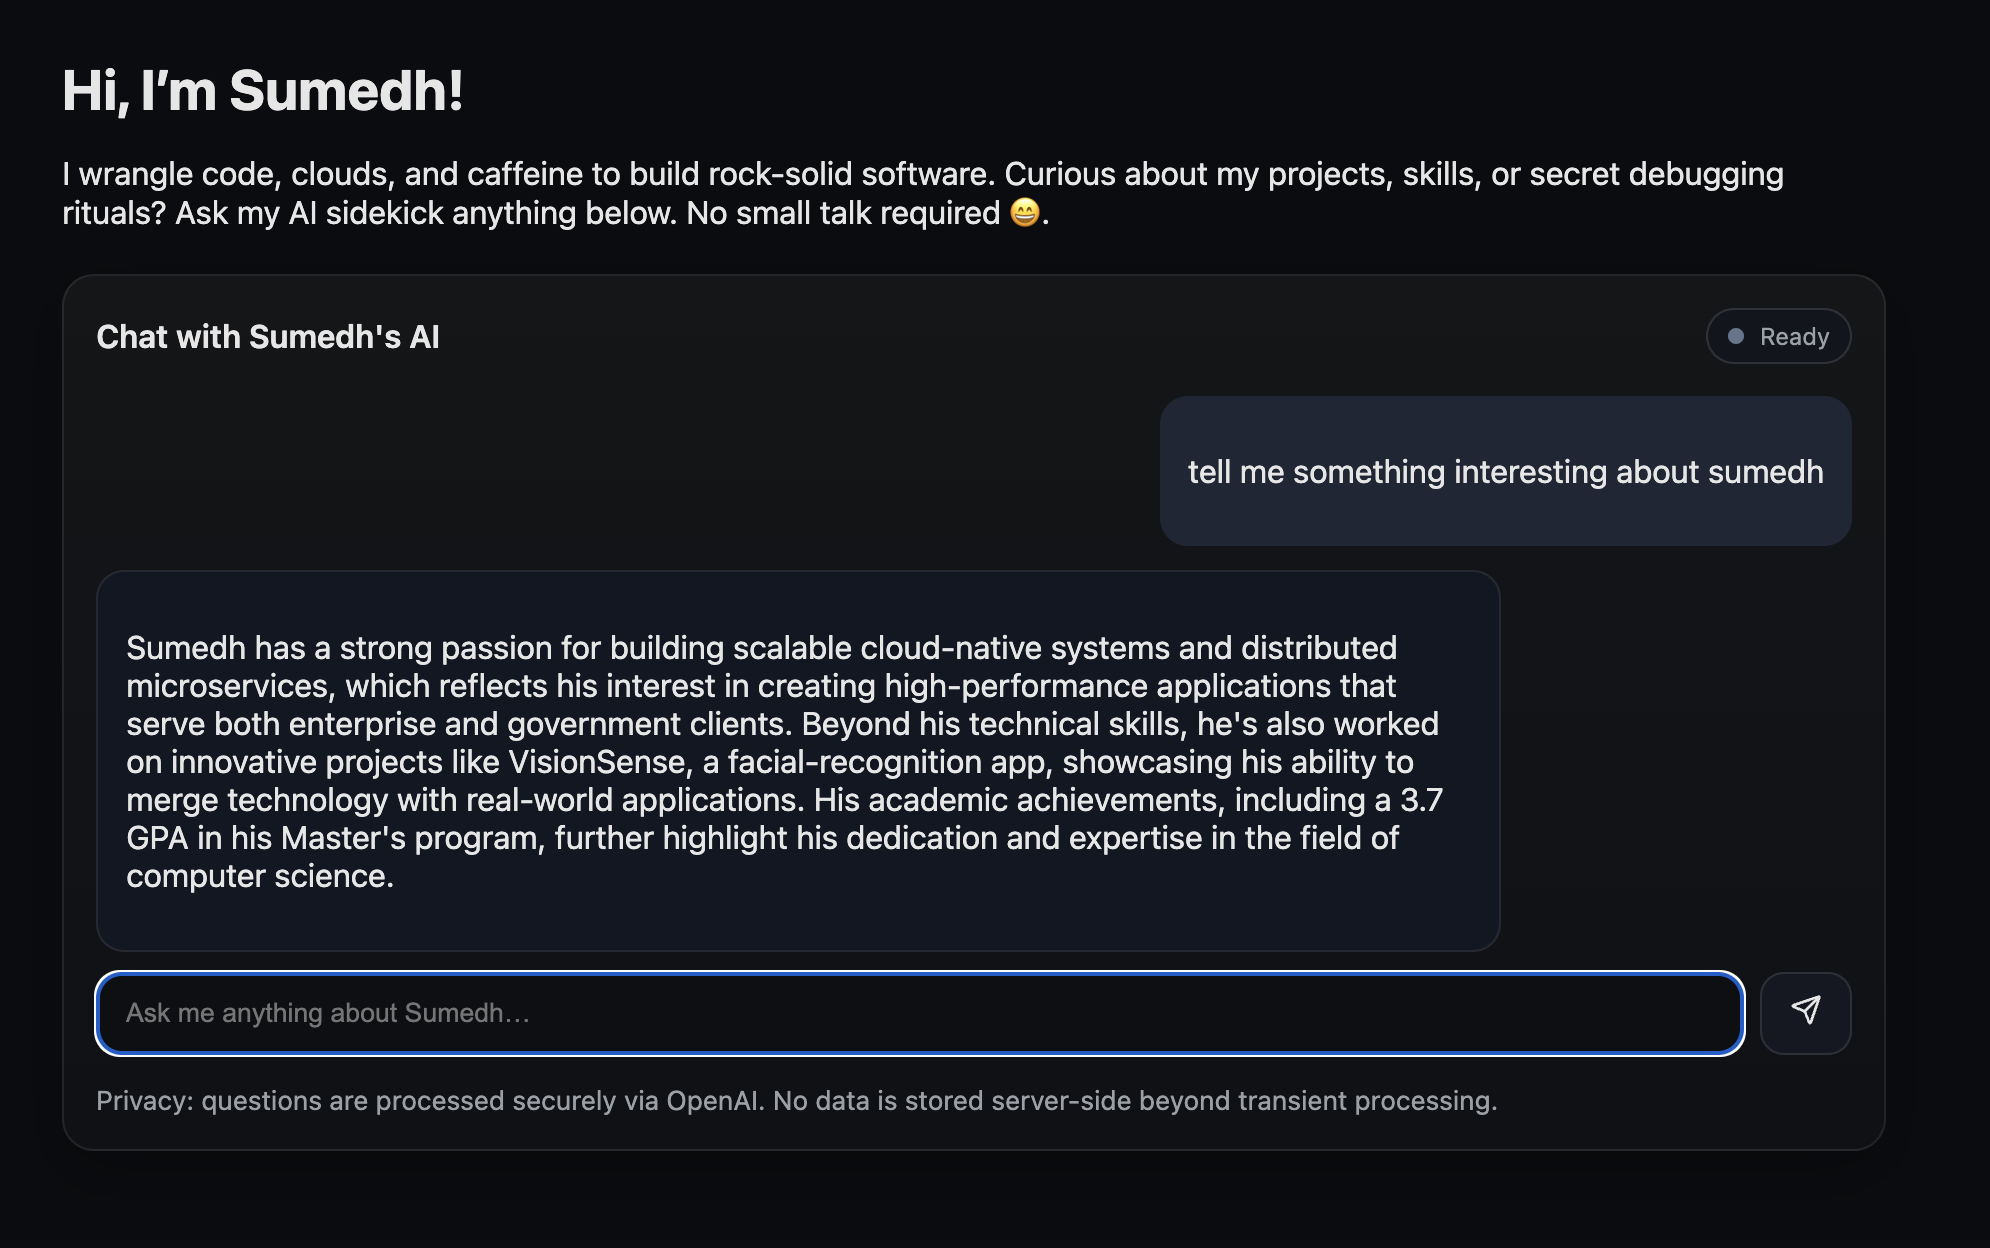 Hi, I’m Sumedh!
I wrangle code, clouds, and caffeine to build rock-solid software. Curious about my projects, skills, or secret debugging
rituals? Ask my AI sidekick anything below. No small talk required 😄.
Chat with Sumedh's AI
Ready
tell me something interesting about sumedh
Sumedh has a strong passion for building scalable cloud-native systems and distributed
microservices, which reflects his interest in creating high-performance applications that
serve both enterprise and government clients. Beyond his technical skills, he's also worked
on innovative projects like VisionSense, a facial-recognition app, showcasing his ability to
merge technology with real-world applications. His academic achievements, including a 3.7
GPA in his Master's program, further highlight his dedication and expertise in the field of
computer science.
Ask me anything about Sumedh…
Privacy: questions are processed securely via OpenAI. No data is stored server-side beyond transient processing.